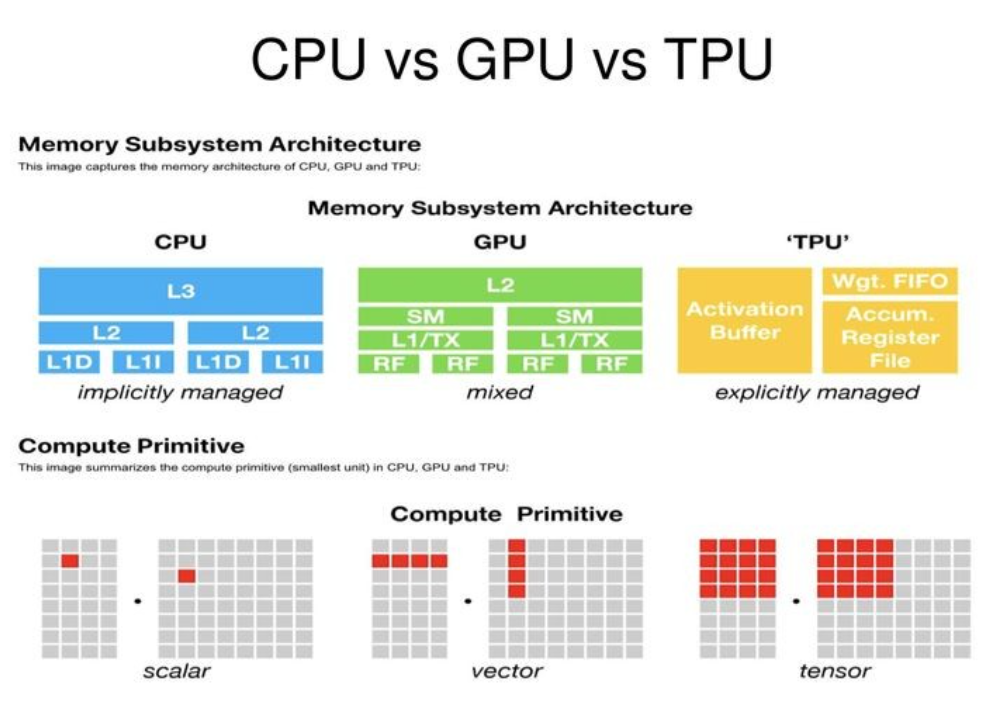 CPU vs GPU vs TPU
Memory Subsystem Architecture
This image captures the memory architecture of CPU, GPU and TPU:
Memory Subsystem Architecture
CPU
L3
L2 L2
L1D L1I L1D L1I
implicitly managed
GPU
L2
SM SM
L1/TX L1/TX
RF RF RF RF
mixed
'TPU'
Activation
Buffer
Wgt. FIFO
Accum.
Register
File
explicitly managed
Compute Primitive
This image summarizes the compute primitive (smallest unit) in CPU, GPU and TPU:
Compute Primitive
scalar
vector
tensor